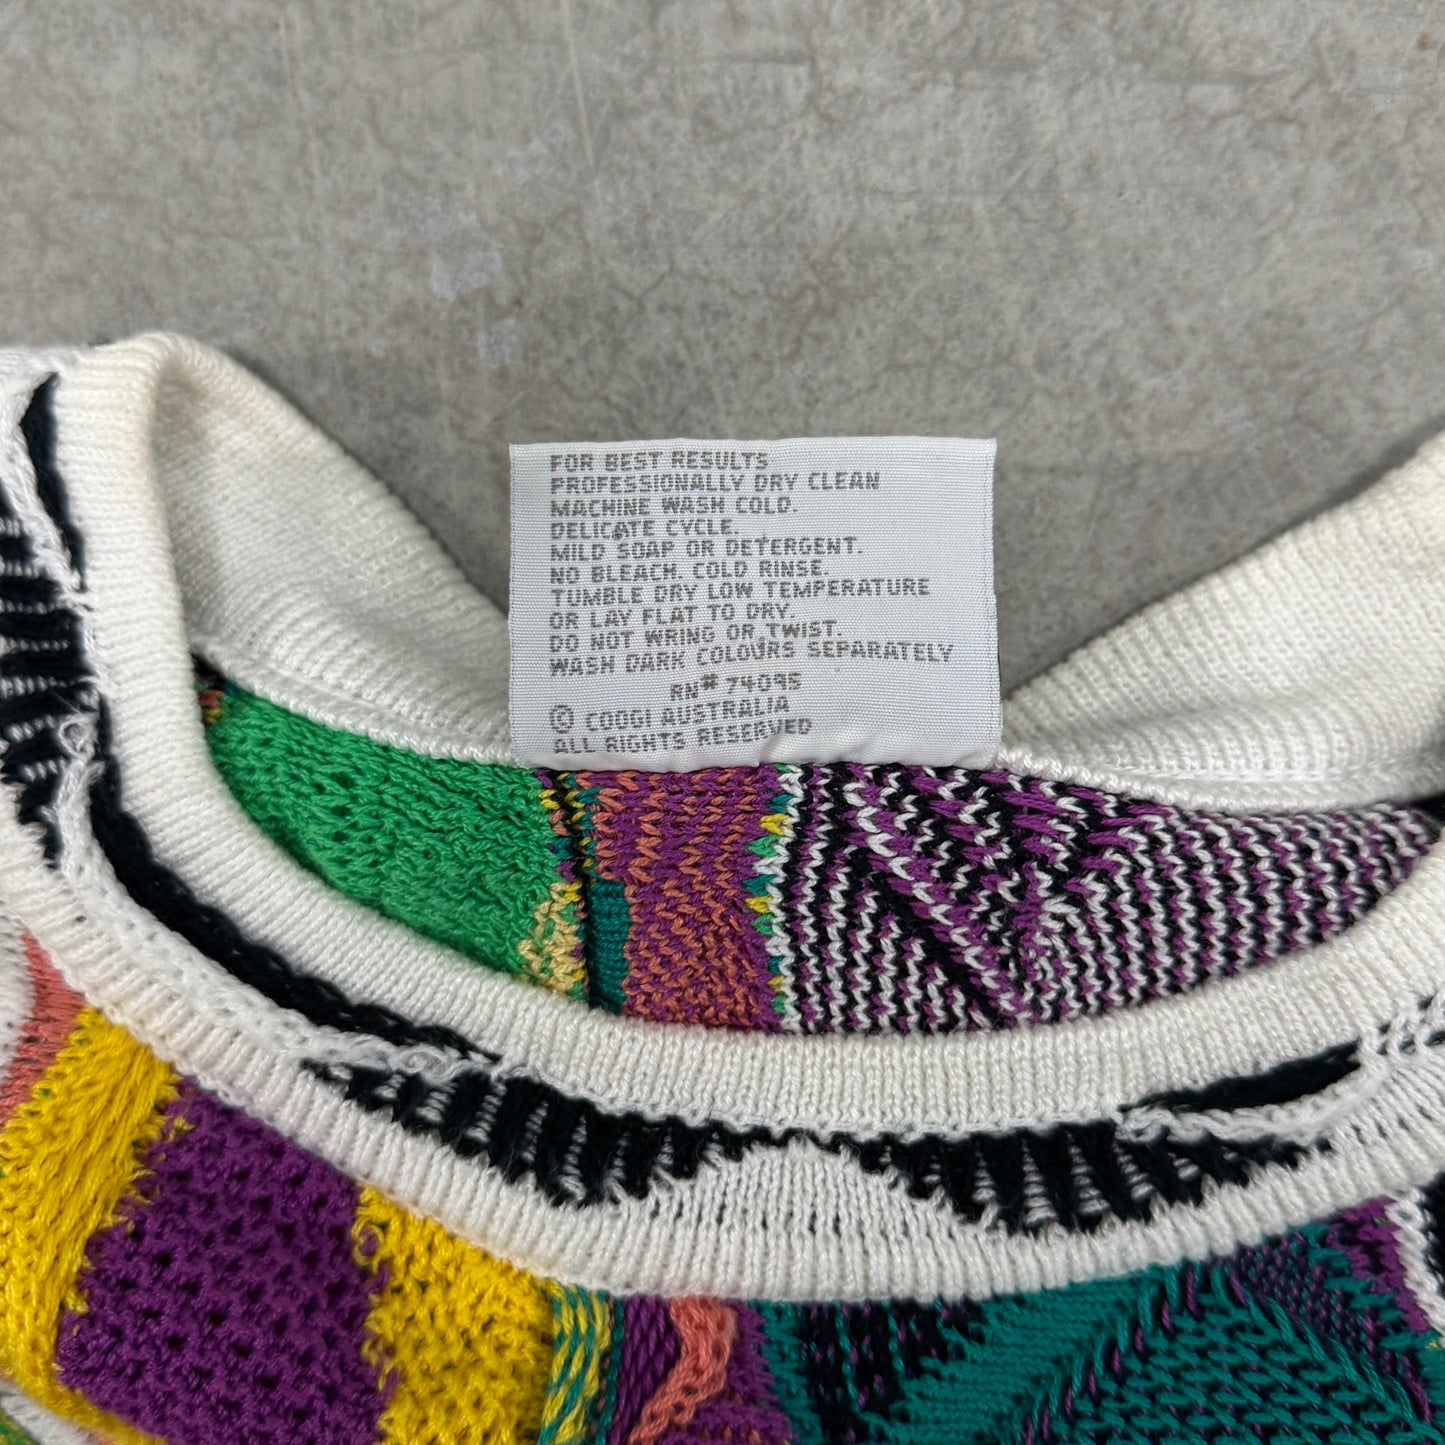 FOR BEST RESULTS
PROFESSIONALLY DRY CLEAN
MACHINE WASH COLD.
DELICATE CYCLE.
MILD SOAP OR DETERGENT.
NO BLEACH. COLD RINSE.
TUMBLE DRY LOW TEMPERATURE
OR LAY FLAT TO DRY.
DO NOT WRING OR TWIST.
WASH DARK COLOURS SEPARATELY
RN# 74095
© COOGI AUSTRALIA
ALL RIGHTS RESERVED